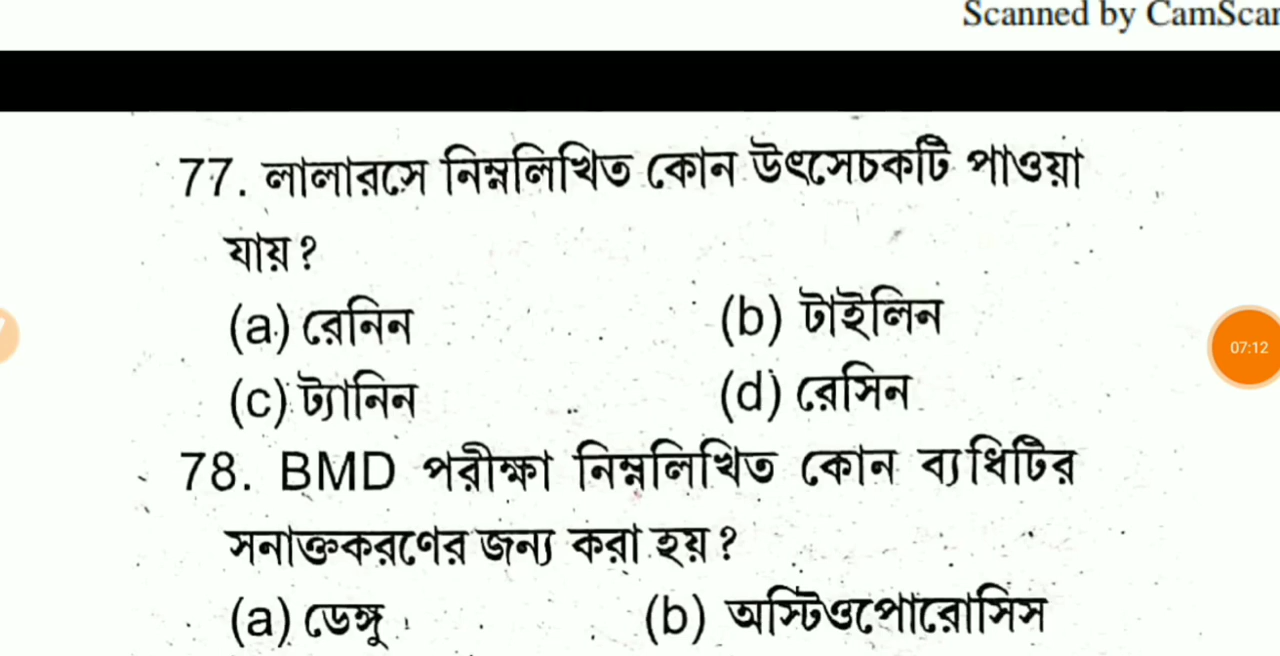 Scanned by CamScan
77. লালারসে নিম্নলিখিত কোন উৎসেচকটি পাওয়া
যায়?
(a) রেনিন (b) টাইলিন
(c) ট্যানিন (d) রেসিন
07:12
78. BMD পরীক্ষা নিম্নলিখিত কোন ব্যধিটির
সনাক্তকরণের জন্য করা হয়?
(a) ডেঙ্গু (b) অস্টিওপোরোসিস